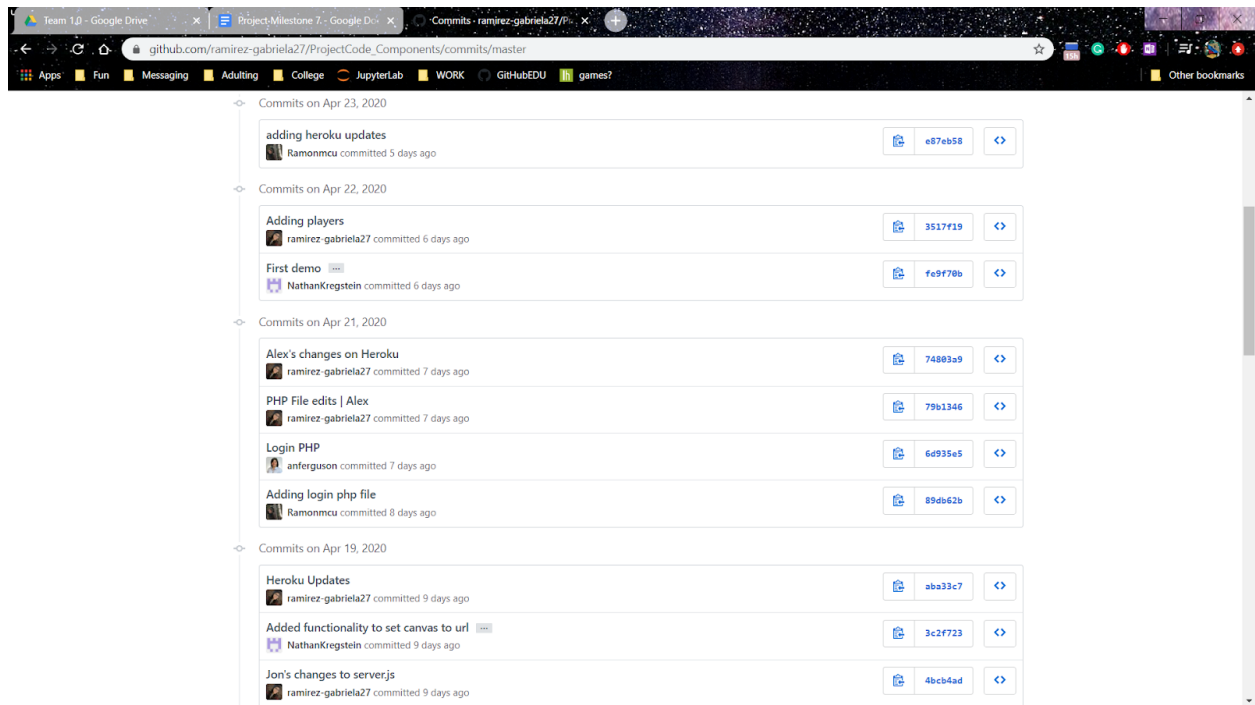 Team 1.0 - Google Drive
Project-Milestone 7. - Google Do
Commits · ramirez-gabriela27/P
github.com/ramirez-gabriela27/ProjectCode_Components/commits/master
15h
Apps Fun Messaging Adulting College JupyterLab WORK GitHubEDU games? Other bookmarks
Commits on Apr 23, 2020
adding heroku updates
Ramonmcu committed 5 days ago
e87eb58
Commits on Apr 22, 2020
Adding players
ramirez-gabriela27 committed 6 days ago
3517f19
First demo
NathanKregstein committed 6 days ago
fe9f70b
Commits on Apr 21, 2020
Alex's changes on Heroku
ramirez-gabriela27 committed 7 days ago
74803a9
PHP File edits | Alex
ramirez-gabriela27 committed 7 days ago
79b1346
Login PHP
anferguson committed 7 days ago
6d935e5
Adding login php file
Ramonmcu committed 8 days ago
89db62b
Commits on Apr 19, 2020
Heroku Updates
ramirez-gabriela27 committed 9 days ago
aba33c7
Added functionality to set canvas to url
NathanKregstein committed 9 days ago
3c2f723
Jon's changes to server.js
ramirez-gabriela27 committed 9 days ago
4bcb4ad